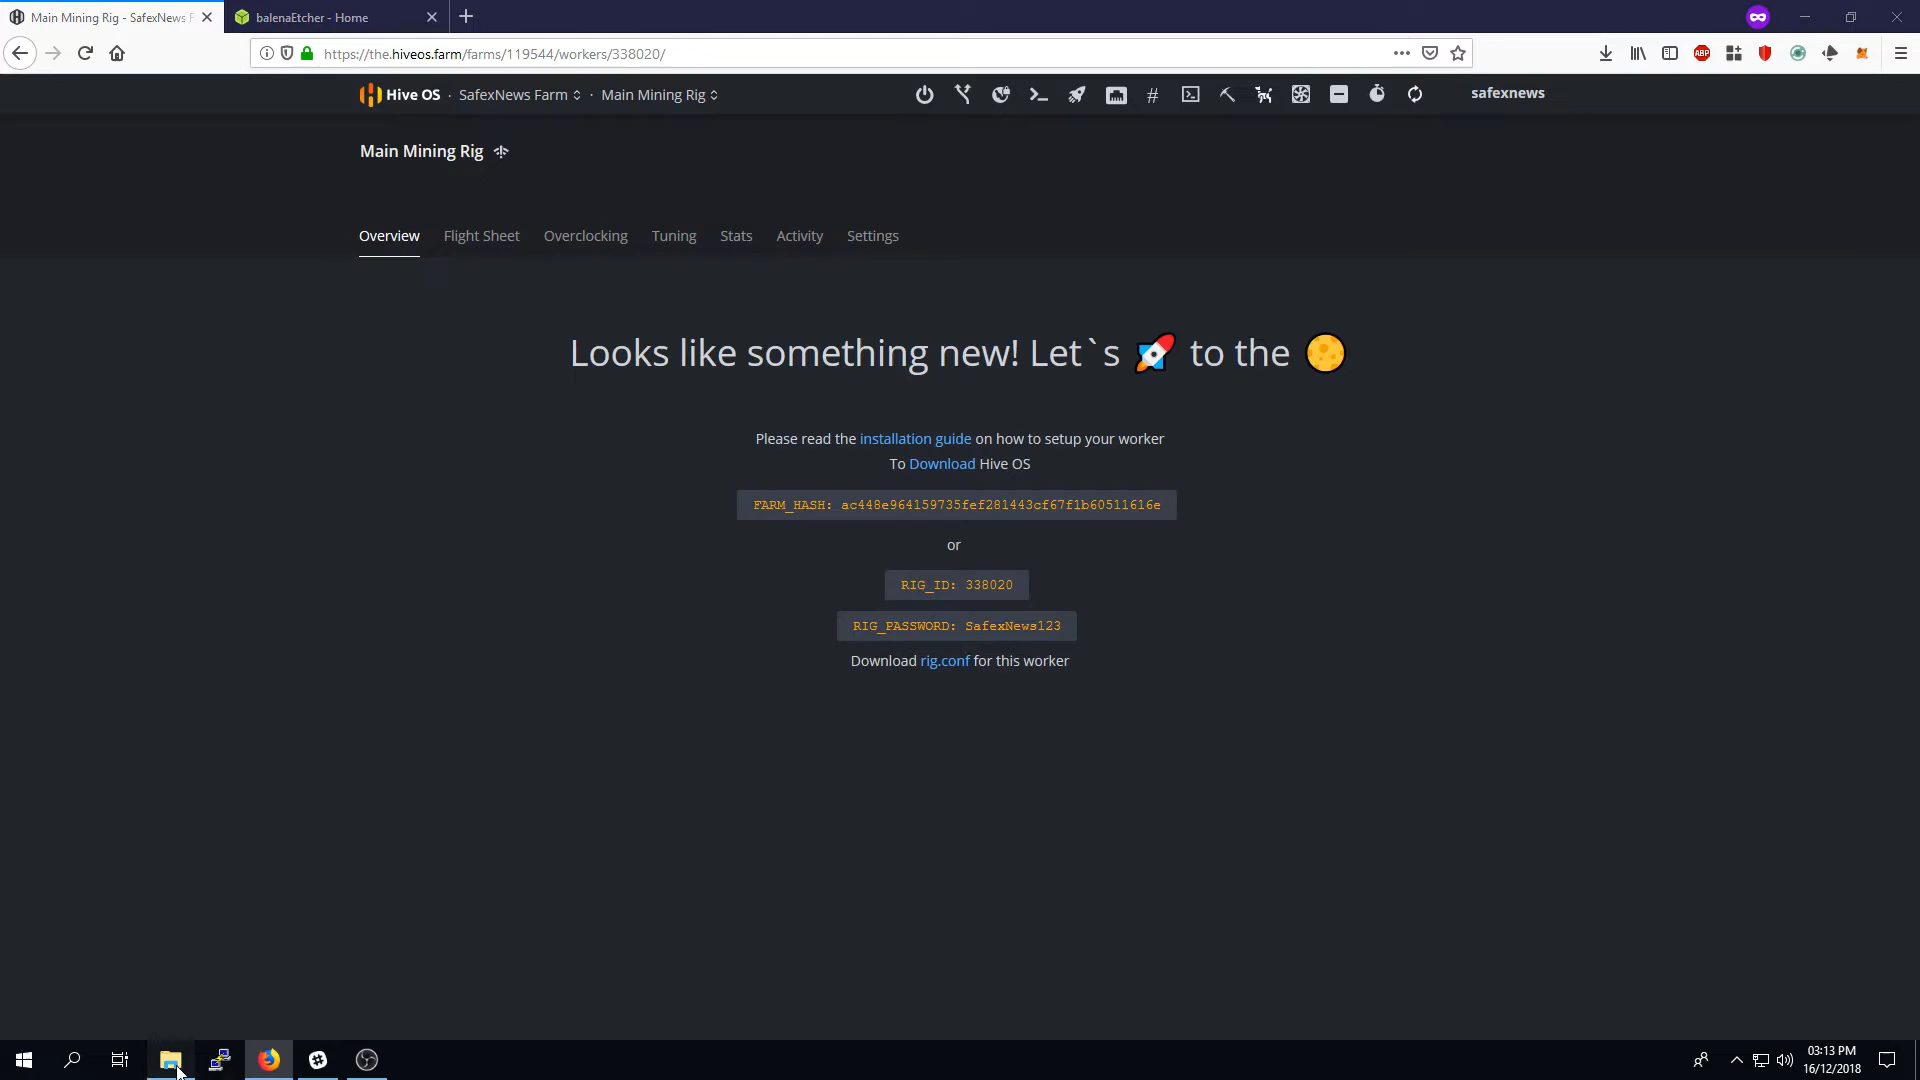 Main Mining Rig - SafexNews F
balenaEtcher - Home
https://the.hiveos.farm/farms/119544/workers/338020/
ABP
Hive OS · SafexNews Farm · Main Mining Rig
safexnews
Main Mining Rig
Overview Flight Sheet Overclocking Tuning Stats Activity Settings
Looks like something new! Let`s 🚀 to the 🌕
Please read the installation guide on how to setup your worker
To Download Hive OS
FARM_HASH: ac448e964159735fef281443cf67f1b60511616e
or
RIG_ID: 338020
RIG_PASSWORD: SafexNews123
Download rig.conf for this worker
03:13 PM
16/12/2018